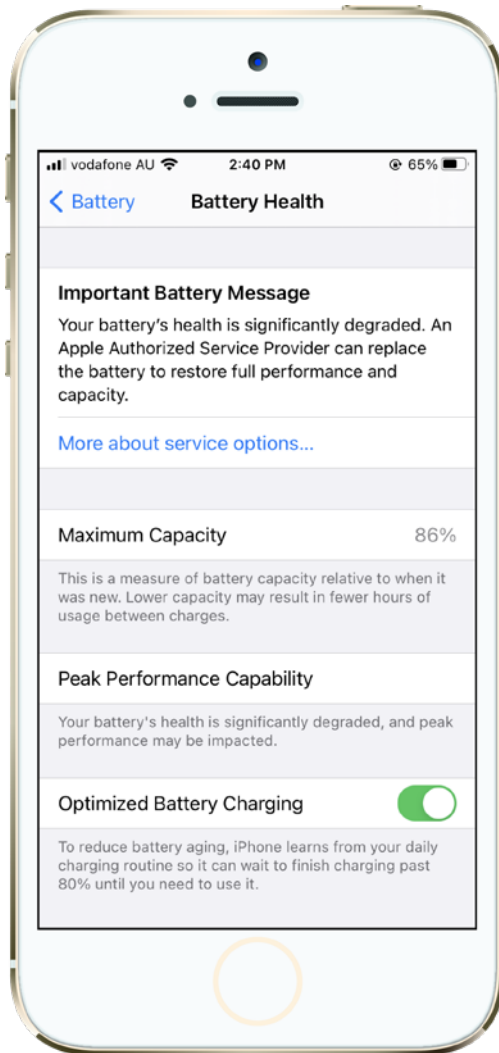 vodafone AU 2:40 PM 65%
Battery Battery Health
Important Battery Message
Your battery's health is significantly degraded. An
Apple Authorized Service Provider can replace
the battery to restore full performance and
capacity.
More about service options...
Maximum Capacity 86%
This is a measure of battery capacity relative to when it
was new. Lower capacity may result in fewer hours of
usage between charges.
Peak Performance Capability
Your battery's health is significantly degraded, and peak
performance may be impacted.
Optimized Battery Charging
To reduce battery aging, iPhone learns from your daily
charging routine so it can wait to finish charging past
80% until you need to use it.